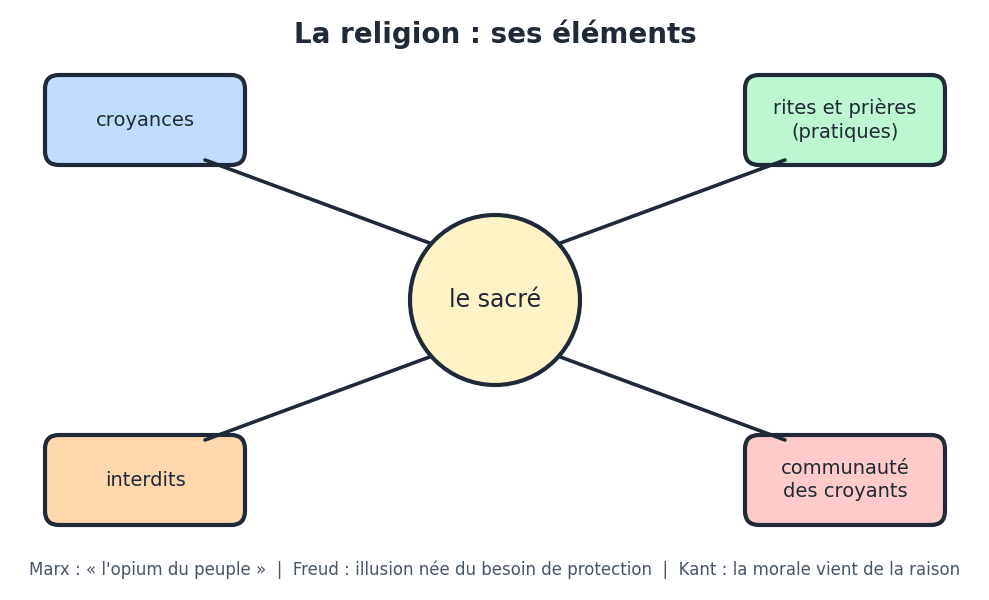 La religion : ses éléments
croyances
rites et prières
(pratiques)
le sacré
interdits
communauté
des croyants
Marx : « l'opium du peuple »  |  Freud : illusion née du besoin de protection  |  Kant : la morale vient de la raison